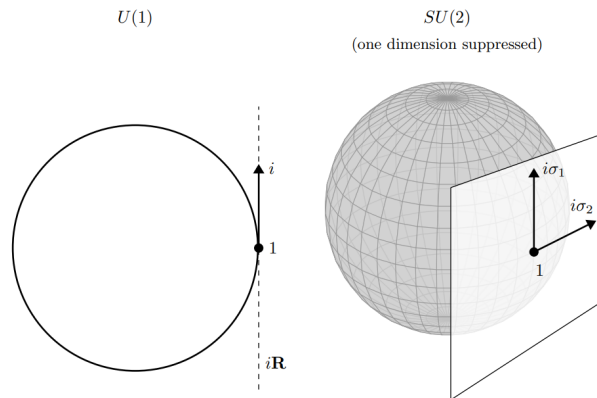 U(1)
i
1
iR
SU(2)
(one dimension suppressed)
iσ₁
iσ₂
1